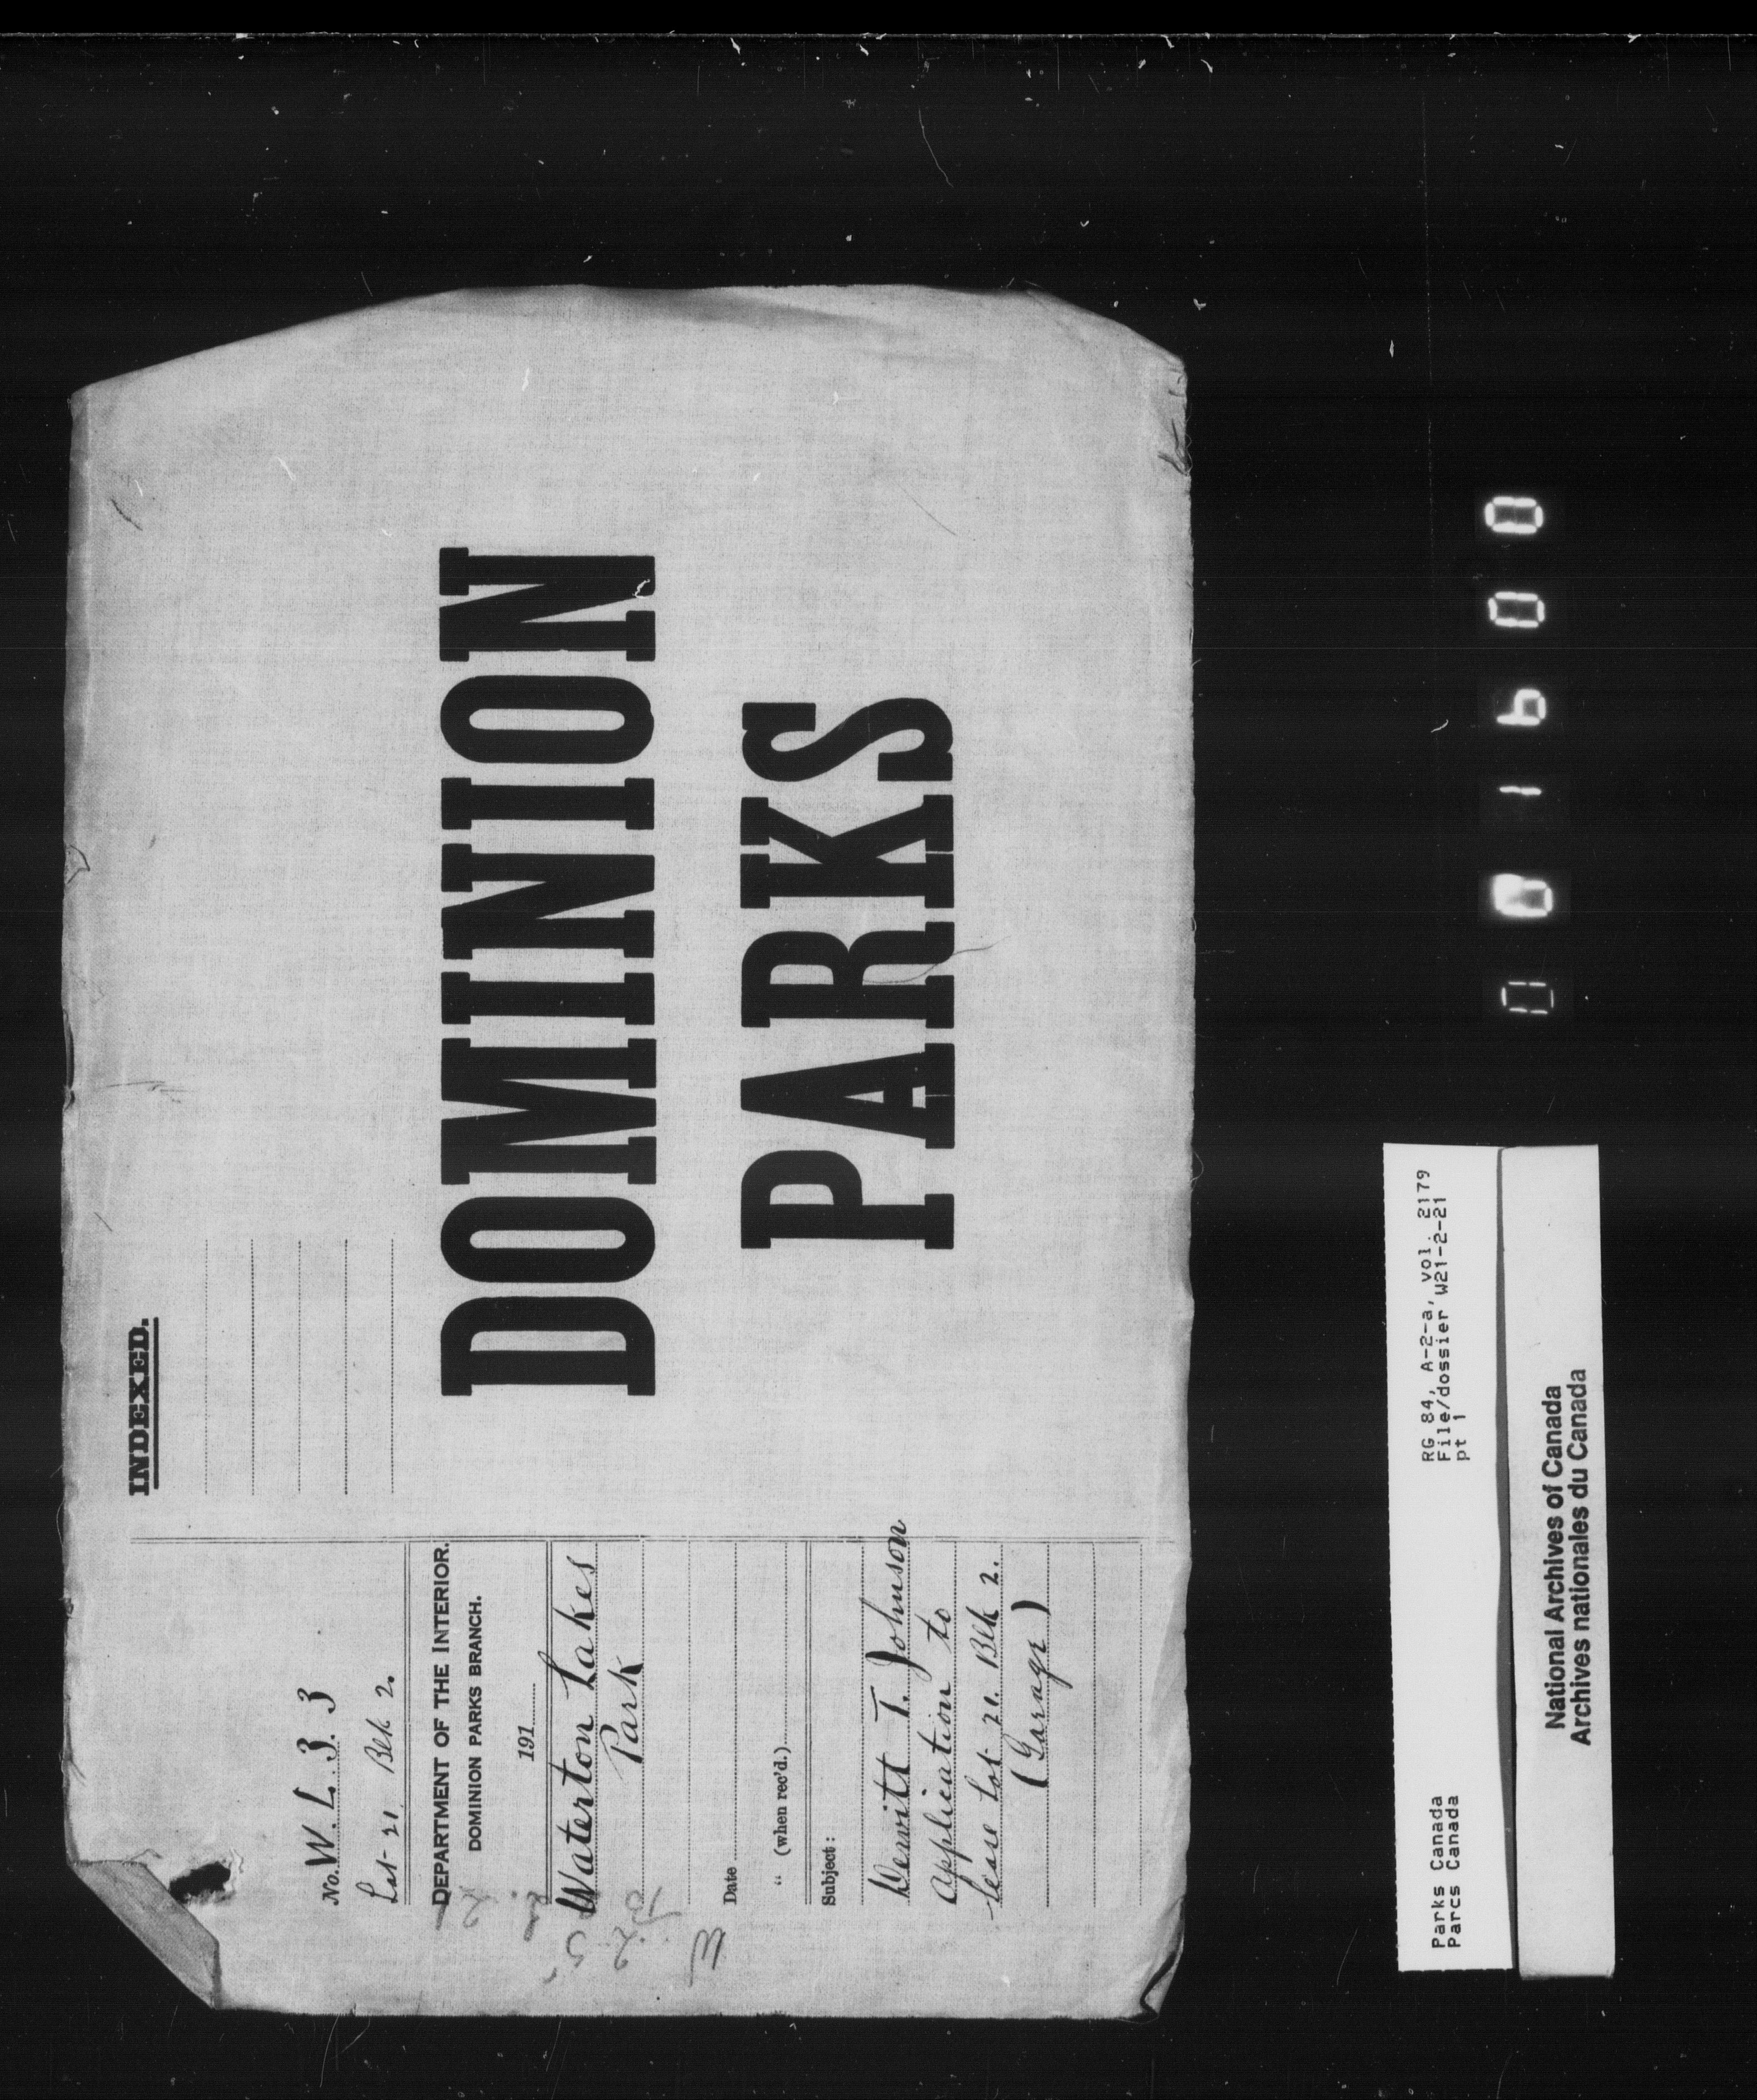 INDEXED.
No. W. L. 3. 3
Lot 21, Blk 2.
DEPARTMENT OF THE INTERIOR.
DOMINION PARKS BRANCH.
191
Waterton Lakes
Park
Date
" (when rec'd.)
Subject:
Dewitt T. Johnson
application to
lease Lot 21. Blk 2.
(Garage)
DOMINION
PARKS
Parks Canada
Parcs Canada
RG 84, A-2-a, vol. 2179
File/dossier W21-2-21
pt 1
National Archives of Canada
Archives nationales du Canada